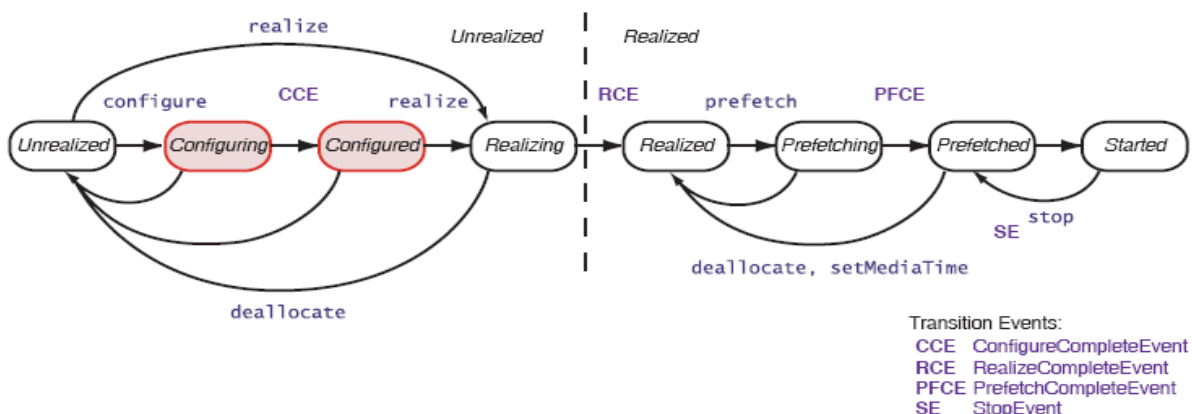 realize
Unrealized
Realized
configure
CCE
realize
RCE
prefetch
PFCE
Unrealized
Configuring
Configured
Realizing
Realized
Prefetching
Prefetched
Started
stop
SE
deallocate, setMediaTime
deallocate
Transition Events:
CCE ConfigureCompleteEvent
RCE RealizeCompleteEvent
PFCE PrefetchCompleteEvent
SE StopEvent